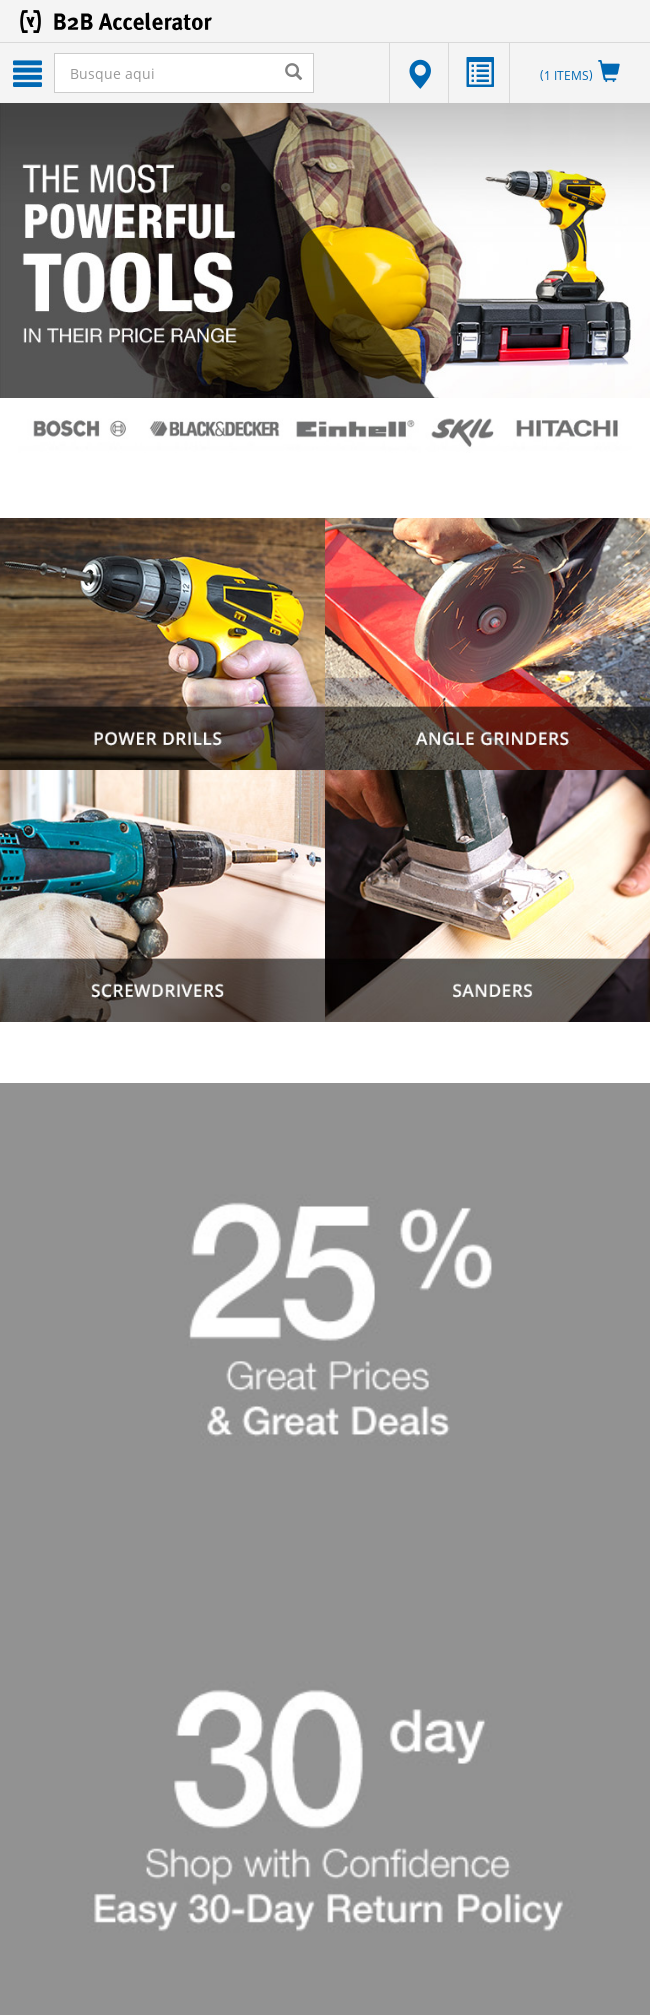 B2B Accelerator
Busque aqui
(1 ITEMS)
THE MOST
POWERFUL
TOOLS
IN THEIR PRICE RANGE
BOSCH BLACK&DECKER Einhell® SKIL HITACHI
POWER DRILLS
ANGLE GRINDERS
SCREWDRIVERS
SANDERS
25 %
Great Prices
& Great Deals
30 day
Shop with Confidence
Easy 30-Day Return Policy